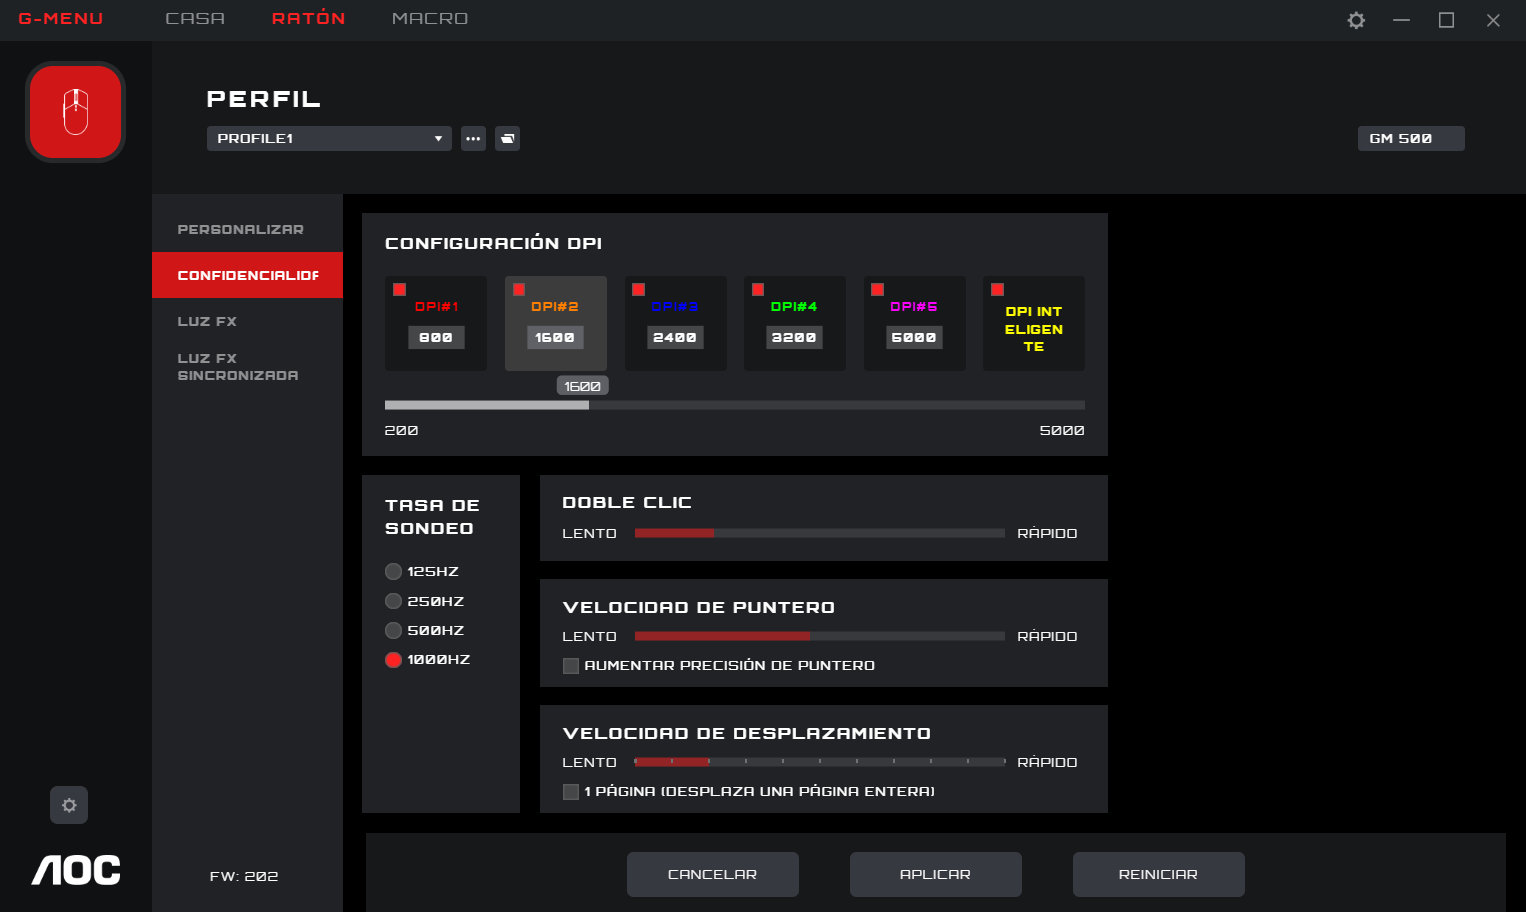 G-MENU CASA RATÓN MACRO
PERFIL
PROFILE1
GM 500
PERSONALIZAR
CONFIDENCIALID
LUZ FX
LUZ FX
SINCRONIZADA
FW: 202
CONFIGURACIÓN DPI
DPI#1 DPI#2 DPI#3 DPI#4 DPI#5
DPI INT
ELIGEN
TE
800 1600 2400 3200 5000
1600
200 5000
TASA DE
SONDEO
125HZ
250HZ
500HZ
1000HZ
DOBLE CLIC
LENTO RÁPIDO
VELOCIDAD DE PUNTERO
LENTO RÁPIDO
AUMENTAR PRECISIÓN DE PUNTERO
VELOCIDAD DE DESPLAZAMIENTO
LENTO RÁPIDO
1 PÁGINA (DESPLAZA UNA PÁGINA ENTERA)
AOC
CANCELAR APLICAR REINICIAR